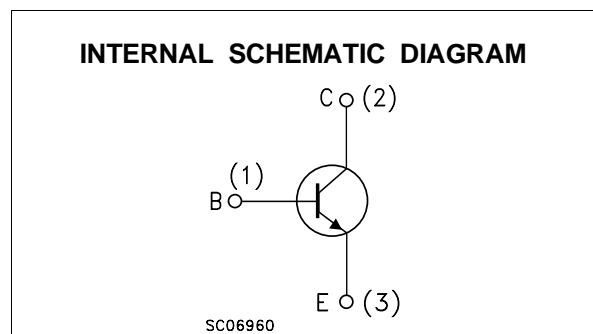 INTERNAL SCHEMATIC DIAGRAM
C (2)
(1)
B
E (3)
SC06960